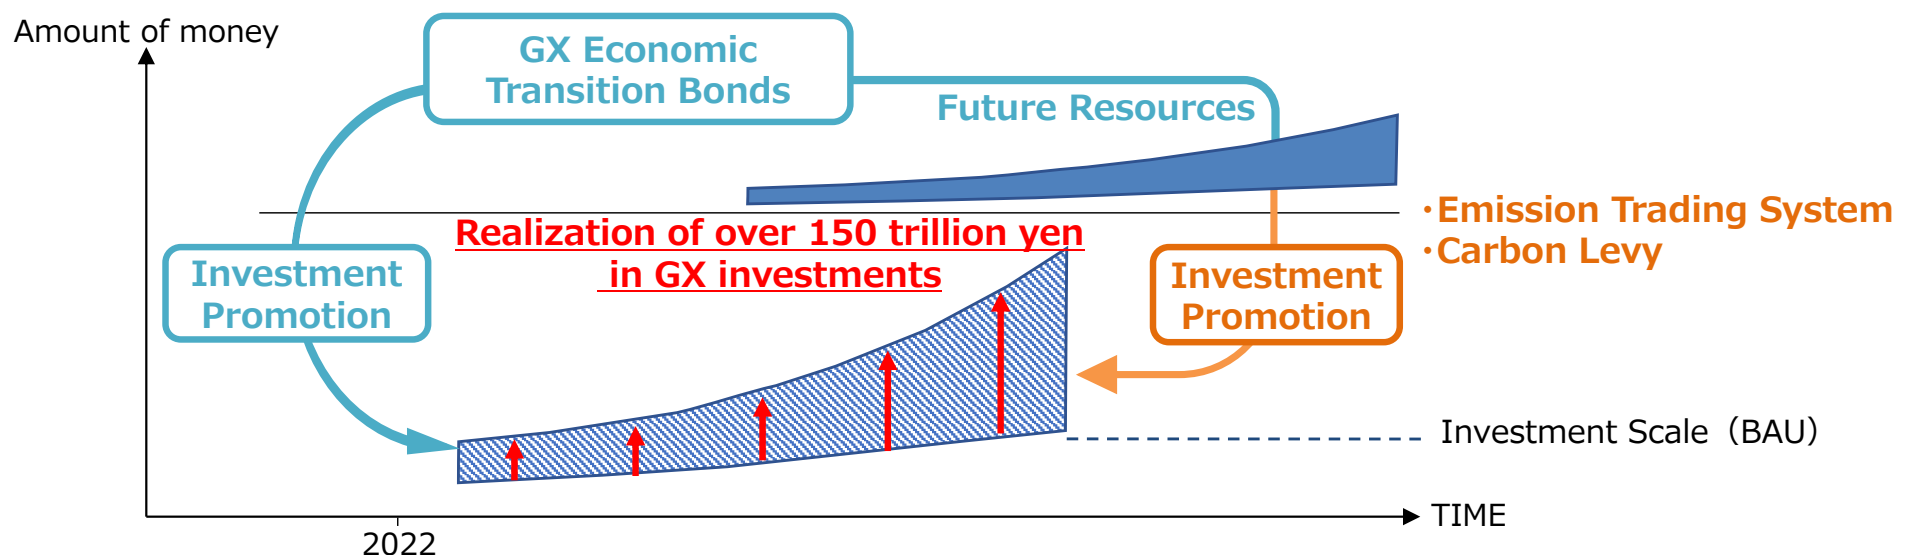 Amount of money
GX Economic
Transition Bonds
Future Resources
Realization of over 150 trillion yen
in GX investments
・Emission Trading System
・Carbon Levy
Investment
Promotion
Investment
Promotion
Investment Scale（BAU）
TIME
2022